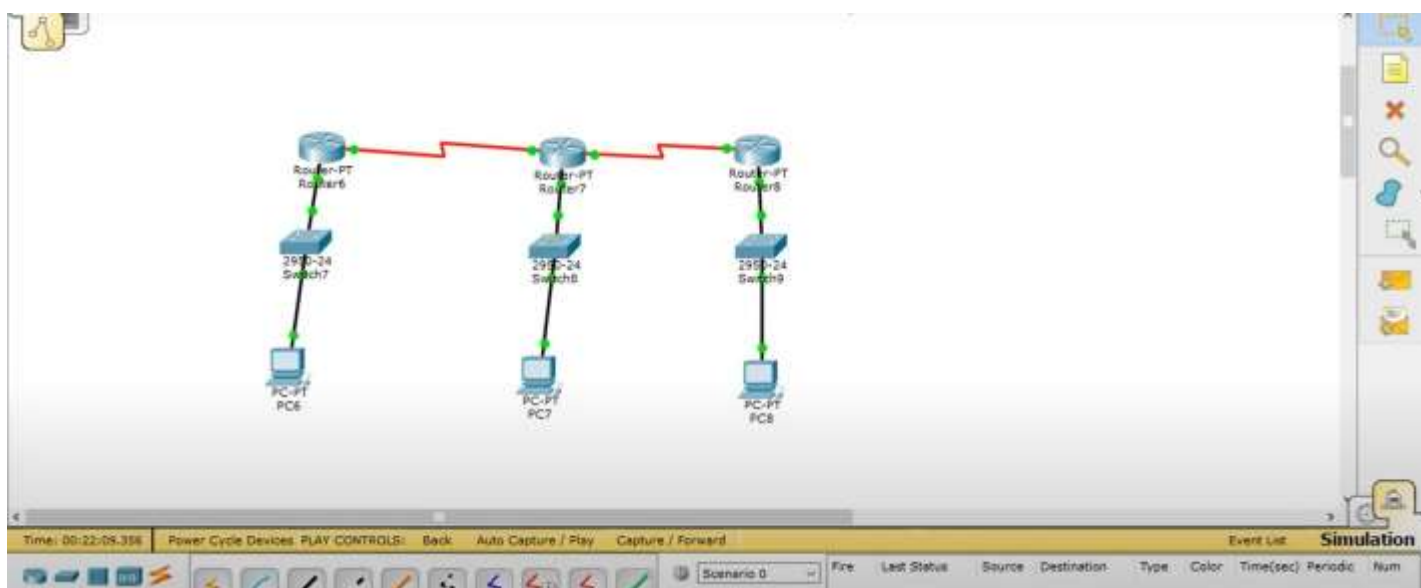 Router-PT
Router6
Router-PT
Router7
Router-PT
Router8
2950-24
Switch7
2950-24
Switch8
2950-24
Switch9
PC-PT
PC6
PC-PT
PC7
PC-PT
PC8
Time: 00:22:09.356 Power Cycle Devices PLAY CONTROLS: Back Auto Capture / Play Capture / Forward Event List Simulation
Scenario 0 Fire Last Status Source Destination Type Color Time(sec) Periodic Num